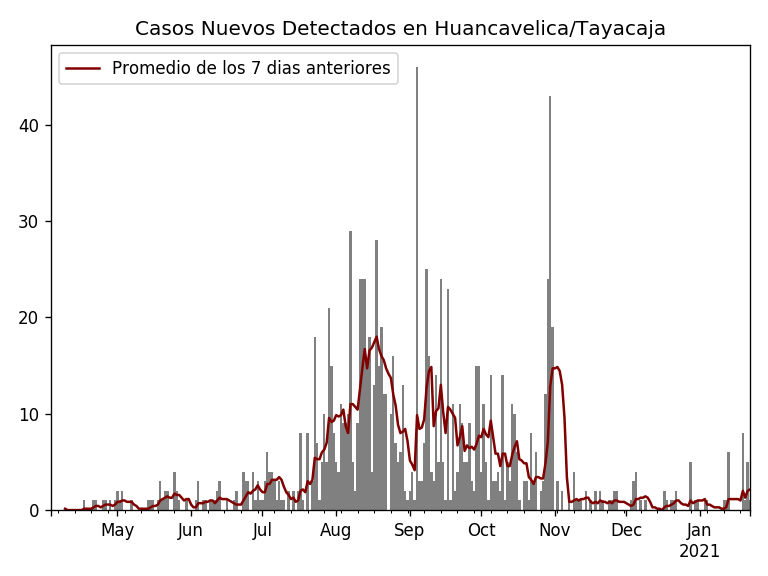 Casos Nuevos Detectados en Huancavelica/Tayacaja
Promedio de los 7 dias anteriores
40
30
20
10
0
May Jun Jul Aug Sep Oct Nov Dec Jan
2021